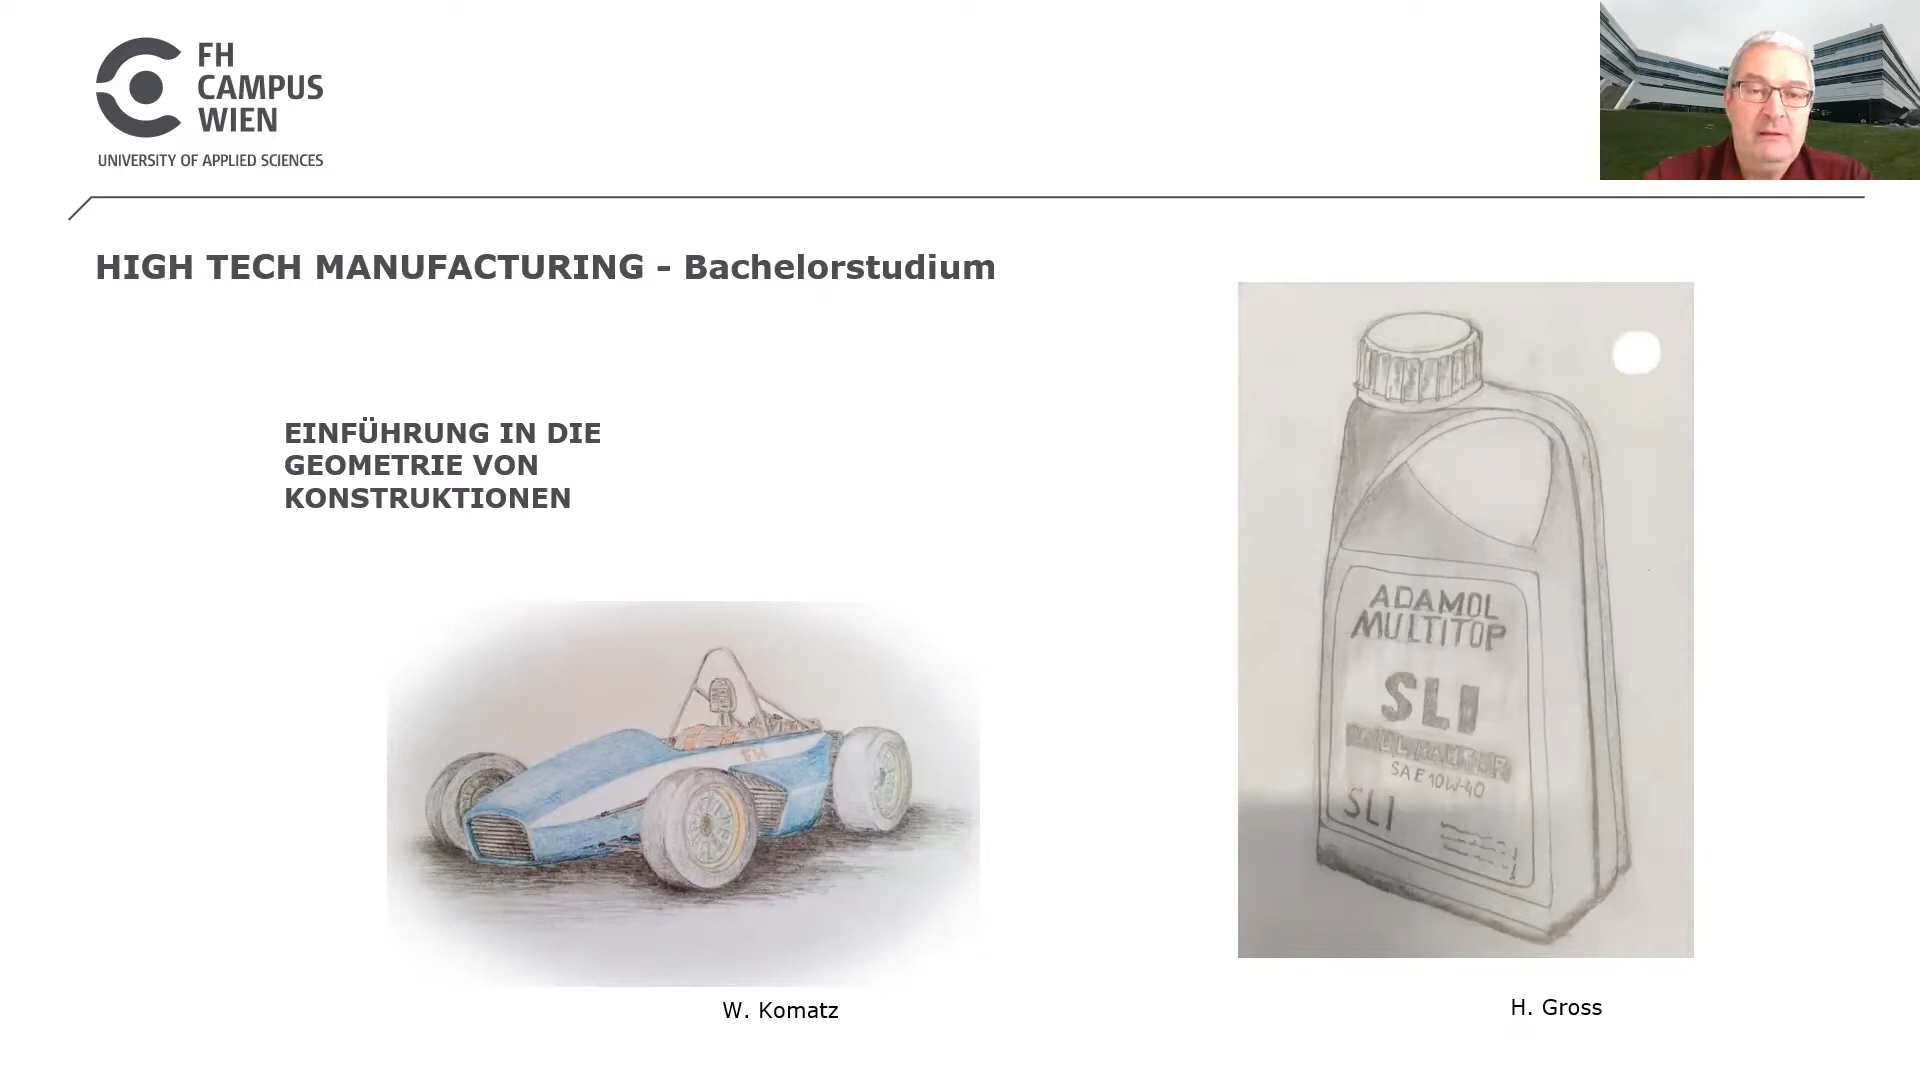 FH
CAMPUS
WIEN
UNIVERSITY OF APPLIED SCIENCES
HIGH TECH MANUFACTURING - Bachelorstudium
EINFÜHRUNG IN DIE
GEOMETRIE VON
KONSTRUKTIONEN
FH
ADAMOL
MULTITOP
SLI
SAE 10W-40
SLI
W. Komatz
H. Gross